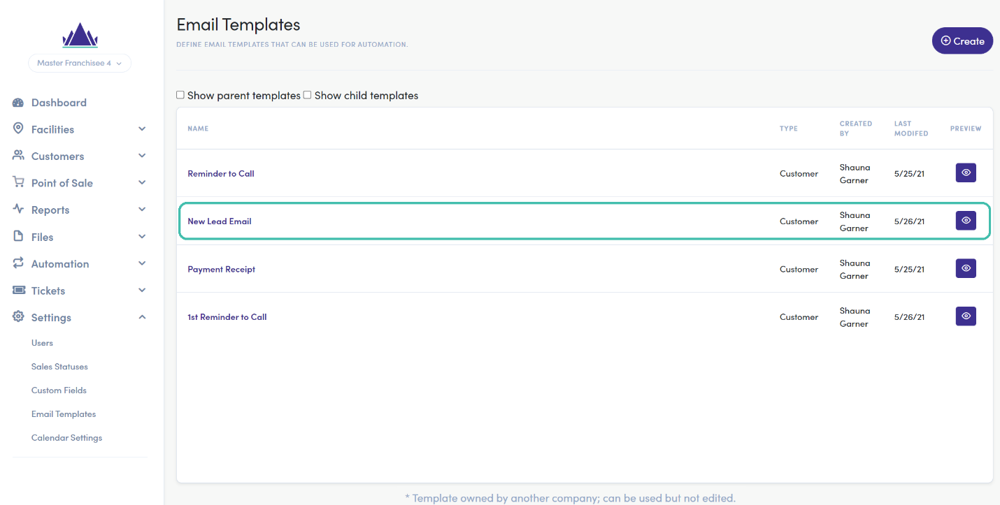 Master Franchisee 4
Dashboard
Facilities
Customers
Point of Sale
Reports
Files
Automation
Tickets
Settings
Users
Sales Statuses
Custom Fields
Email Templates
Calendar Settings
Email Templates
DEFINE EMAIL TEMPLATES THAT CAN BE USED FOR AUTOMATION.
Create
Show parent templates Show child templates
NAME TYPE CREATED BY LAST MODIFED PREVIEW
Reminder to Call Customer Shauna Garner 5/25/21
New Lead Email Customer Shauna Garner 5/26/21
Payment Receipt Customer Shauna Garner 5/25/21
1st Reminder to Call Customer Shauna Garner 5/26/21
* Template owned by another company; can be used but not edited.